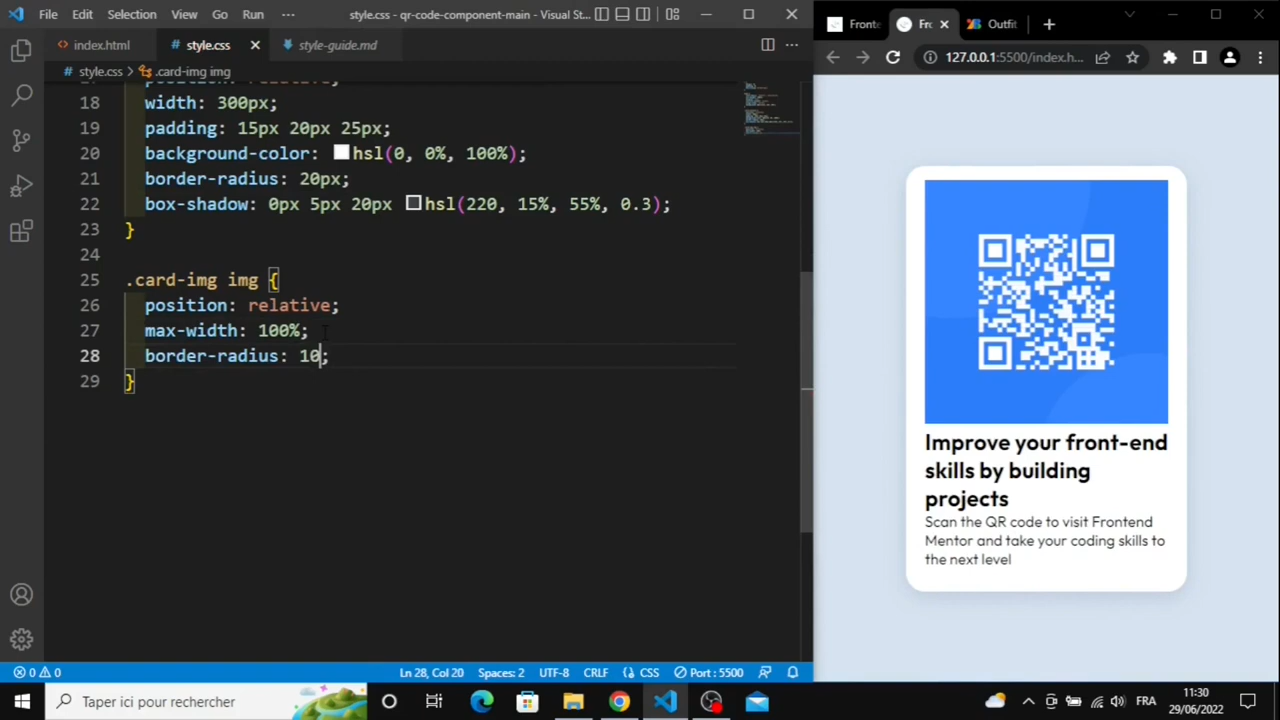 File Edit Selection View Go Run ··· style.css - qr-code-component-main - Visual St...
index.html style.css style-guide.md
style.css > .card-img img
18 width: 300px;
19 padding: 15px 20px 25px;
20 background-color: hsl(0, 0%, 100%);
21 border-radius: 20px;
22 box-shadow: 0px 5px 20px hsl(220, 15%, 55%, 0.3);
23 }
24
25 .card-img img {
26 position: relative;
27 max-width: 100%;
28 border-radius: 10;
29 }
0 0 Ln 28, Col 20 Spaces: 2 UTF-8 CRLF CSS Port : 5500
Fronte Fro Outfit
127.0.0.1:5500/index.h...
Improve your front-end
skills by building
projects
Scan the QR code to visit Frontend
Mentor and take your coding skills to
the next level
Taper ici pour rechercher
FRA 11:30
29/06/2022